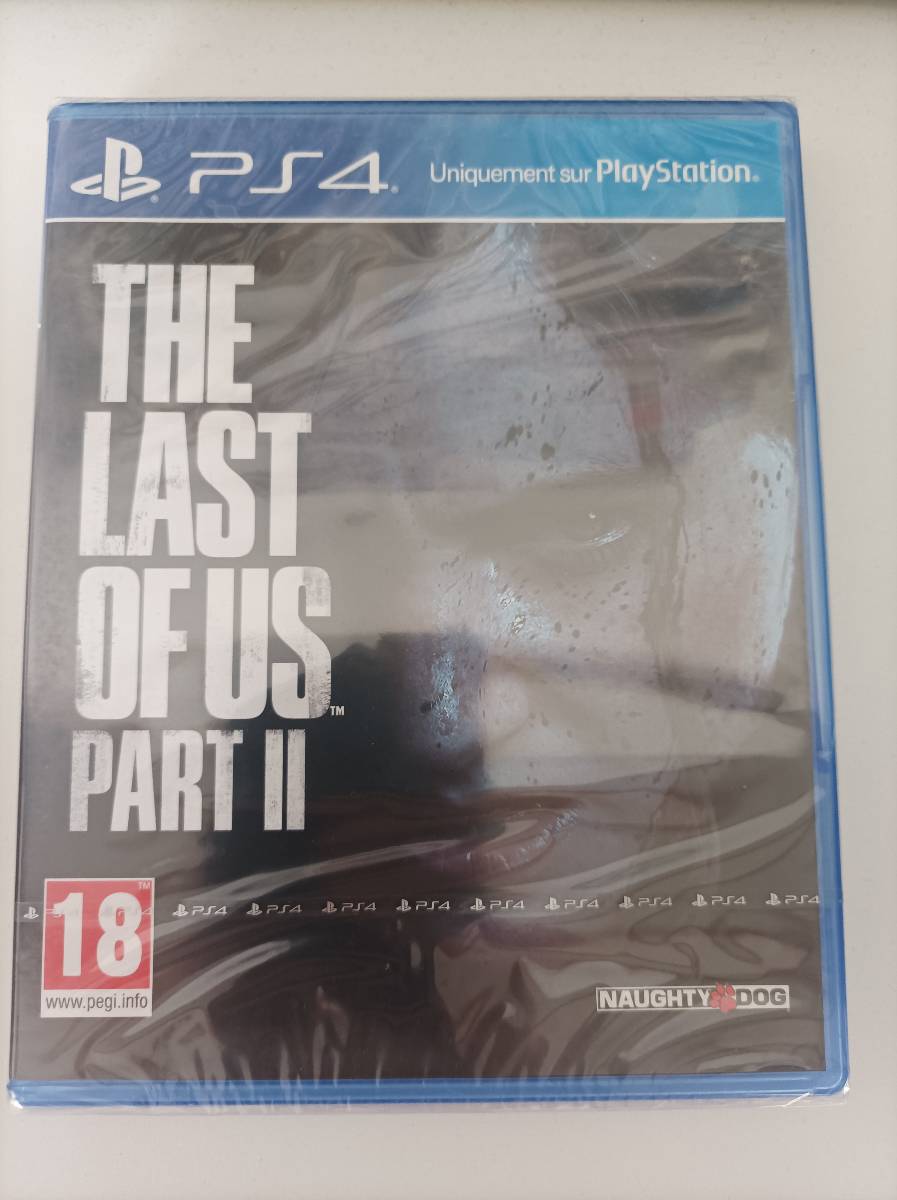 PS4 Uniquement sur PlayStation®
THE
LAST
OF US™
PART II
PS4 PS4 PS4 PS4 PS4 PS4 PS4 PS4 PS4
18™
www.pegi.info
NAUGHTY DOG